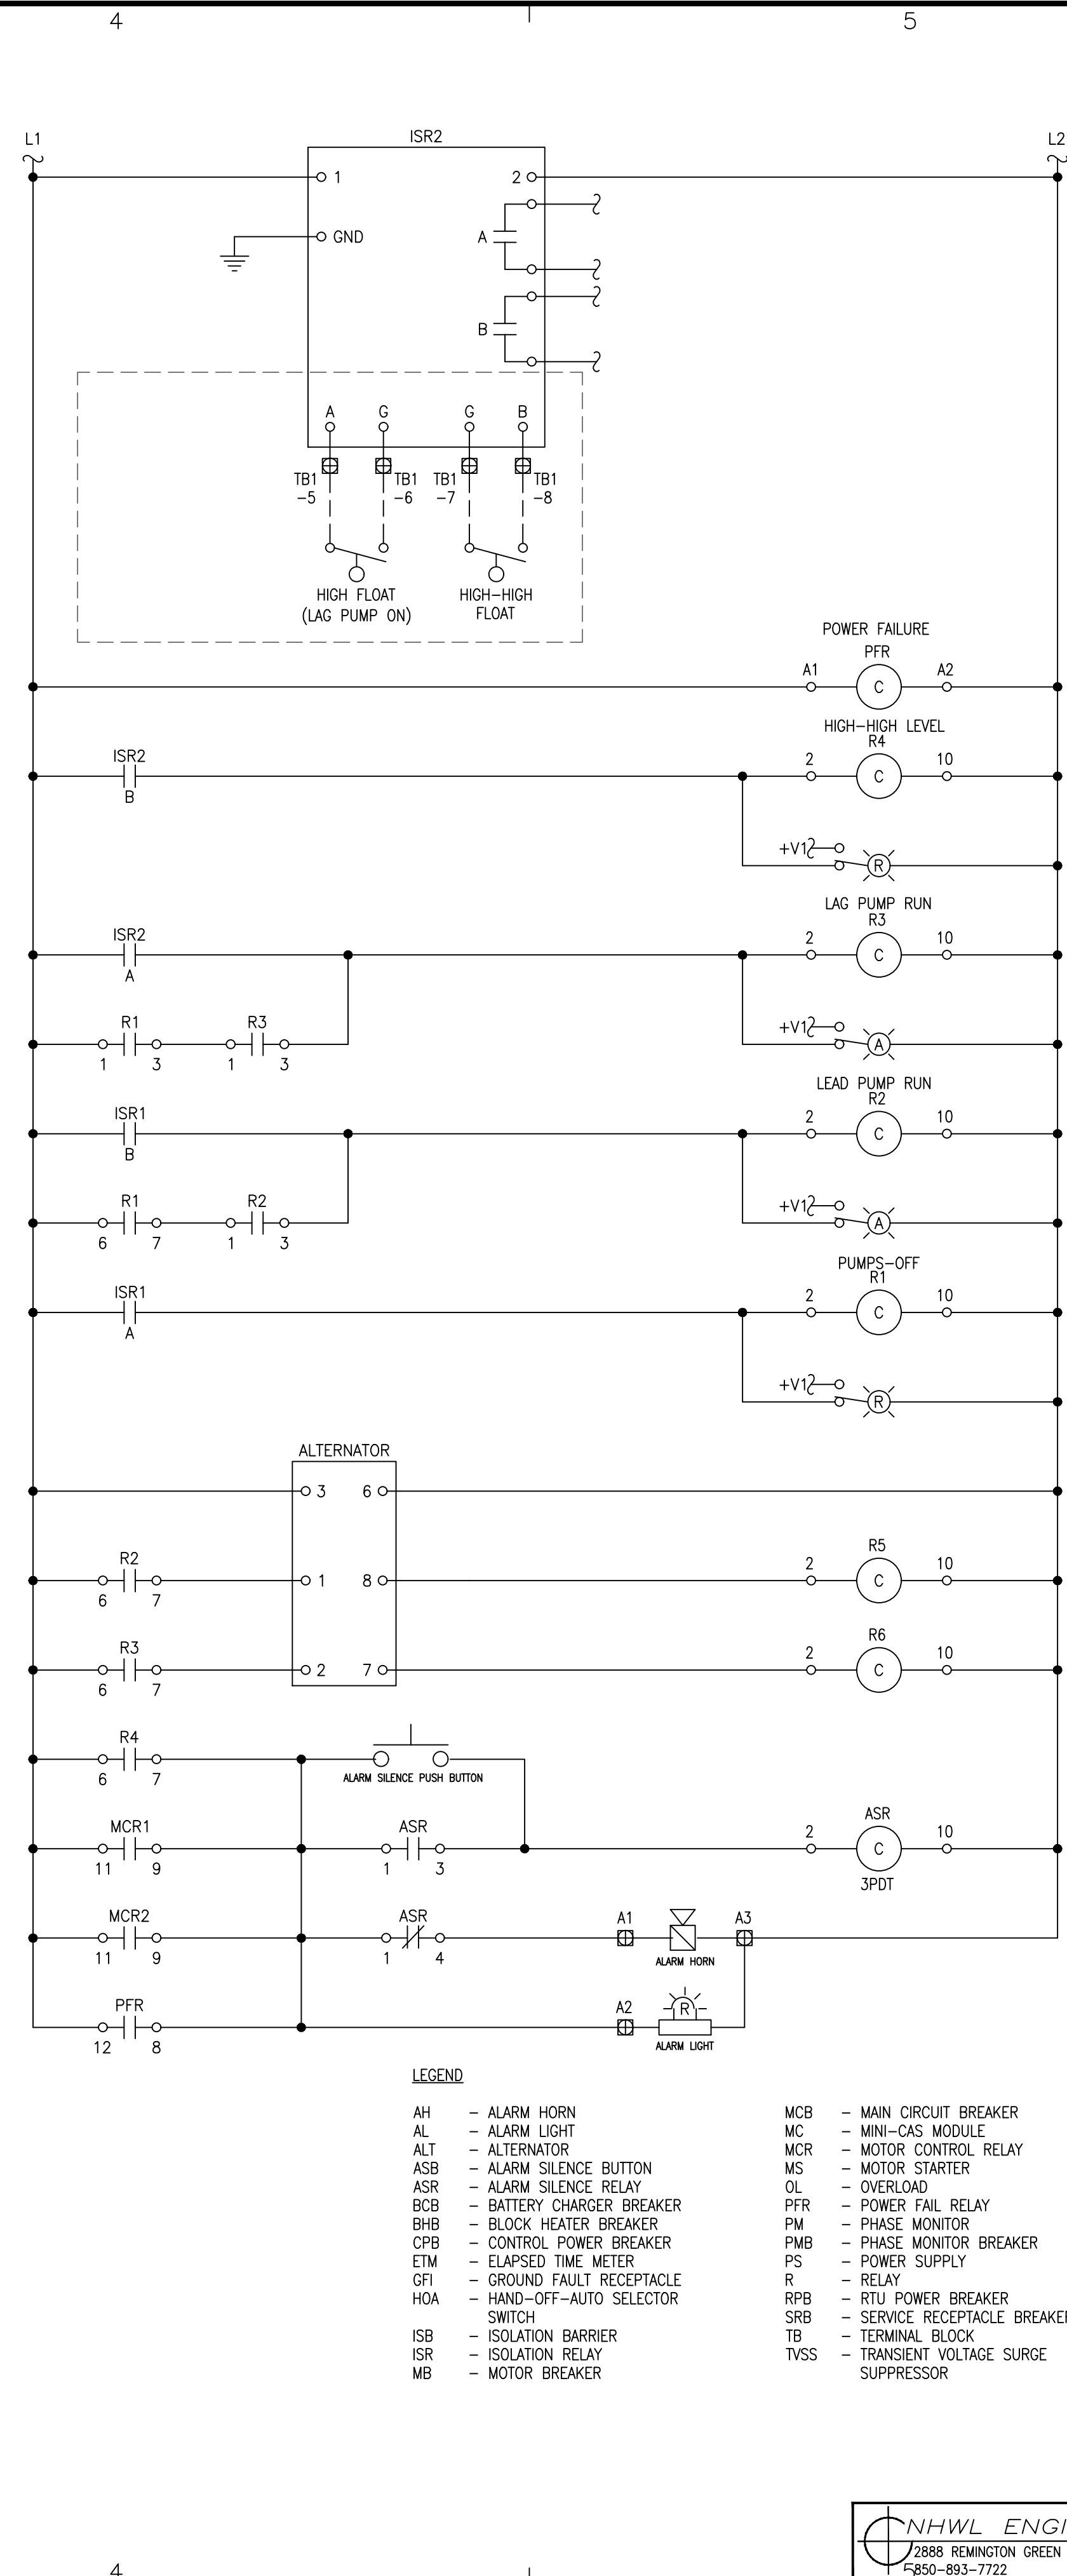 4 5
L1 ISR2 L2
1 2
GND A
B
A G G B
TB1 TB1 TB1 TB1
-5 -6 -7 -8
HIGH FLOAT HIGH-HIGH
(LAG PUMP ON) FLOAT
POWER FAILURE
PFR
A1 C A2
HIGH-HIGH LEVEL
R4
ISR2 2 C 10
B
+V1 R
LAG PUMP RUN
R3
ISR2 2 C 10
A
R1 R3 +V1 A
1 3 1 3
LEAD PUMP RUN
R2
ISR1 2 C 10
B
R1 R2 +V1 A
6 7 1 3
PUMPS-OFF
R1
ISR1 2 C 10
A
+V1 R
ALTERNATOR
3 6
R2 R5
1 8 2 C 10
6 7
R3 R6
2 7 2 C 10
6 7
R4
6 7 ALARM SILENCE PUSH BUTTON
MCR1 ASR ASR
2 C 10
11 9 1 3 3PDT
MCR2 ASR A1 A3
11 9 1 4 ALARM HORN
PFR A2 R
12 8 ALARM LIGHT
LEGEND
AH - ALARM HORN
AL - ALARM LIGHT
ALT - ALTERNATOR
ASB - ALARM SILENCE BUTTON
ASR - ALARM SILENCE RELAY
BCB - BATTERY CHARGER BREAKER
BHB - BLOCK HEATER BREAKER
CPB - CONTROL POWER BREAKER
ETM - ELAPSED TIME METER
GFI - GROUND FAULT RECEPTACLE
HOA - HAND-OFF-AUTO SELECTOR
SWITCH
ISB - ISOLATION BARRIER
ISR - ISOLATION RELAY
MB - MOTOR BREAKER
MCB - MAIN CIRCUIT BREAKER
MC - MINI-CAS MODULE
MCR - MOTOR CONTROL RELAY
MS - MOTOR STARTER
OL - OVERLOAD
PFR - POWER FAIL RELAY
PM - PHASE MONITOR
PMB - PHASE MONITOR BREAKER
PS - POWER SUPPLY
R - RELAY
RPB - RTU POWER BREAKER
SRB - SERVICE RECEPTACLE BREAKER
TB - TERMINAL BLOCK
TVSS - TRANSIENT VOLTAGE SURGE
SUPPRESSOR
NHWL ENGI
2888 REMINGTON GREEN
850-893-7722
4 5